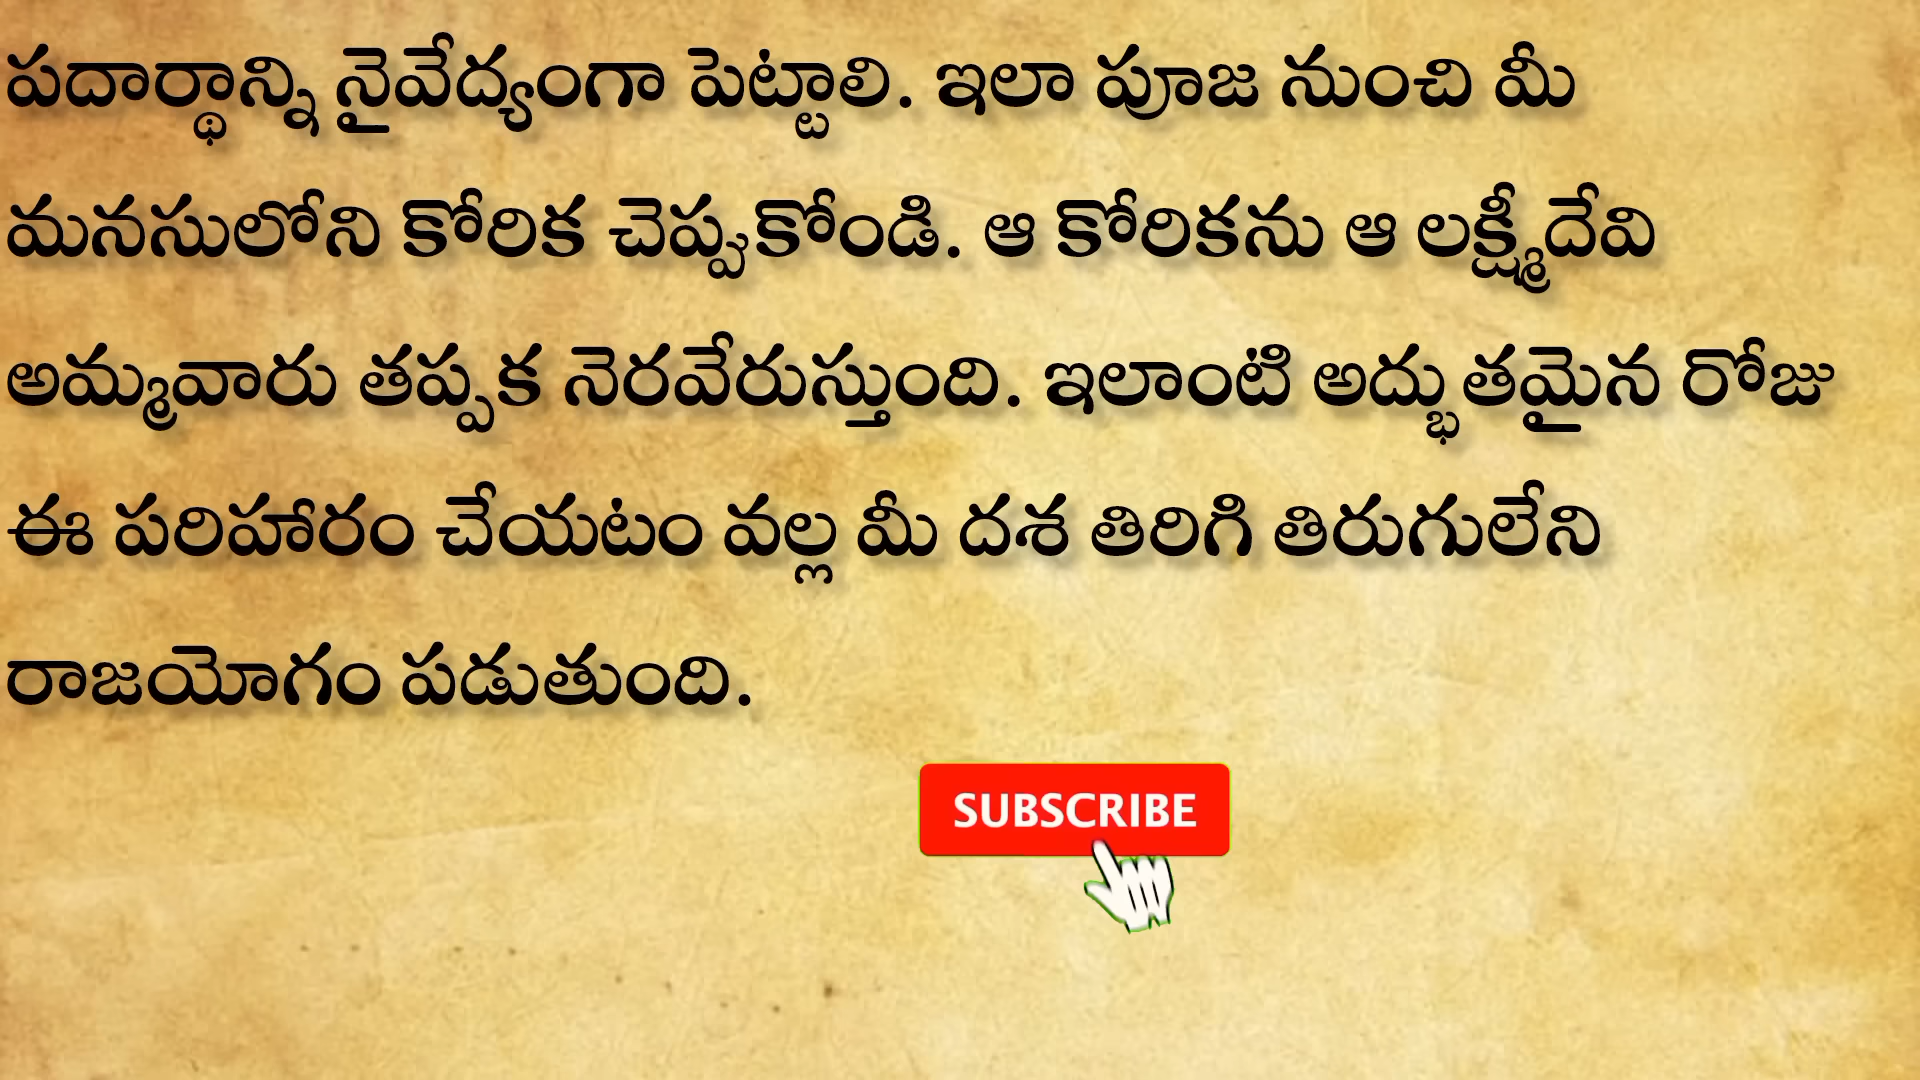 పదార్థాన్ని నైవేద్యంగా పెట్టాలి. ఇలా పూజ నుంచి మీ
మనసులోని కోరిక చెప్పుకోండి. ఆ కోరికను ఆ లక్ష్మీదేవి
అమ్మవారు తప్పక నెరవేరుస్తుంది. ఇలాంటి అద్భుతమైన రోజు
ఈ పరిహారం చేయటం వల్ల మీ దశ తిరిగి తిరుగులేని
రాజయోగం పడుతుంది.
SUBSCRIBE